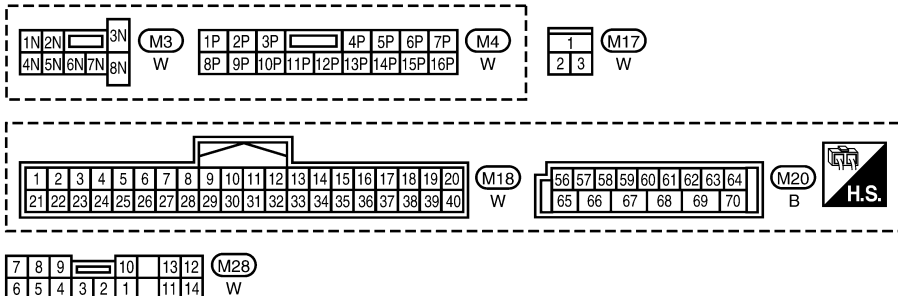 1N 2N 3N M3 1P 2P 3P 4P 5P 6P 7P M4 1 M17
4N 5N 6N 7N 8N W 8P 9P 10P 11P 12P 13P 14P 15P 16P W 2 3 W
1 2 3 4 5 6 7 8 9 10 11 12 13 14 15 16 17 18 19 20 M18 56 57 58 59 60 61 62 63 64 M20
21 22 23 24 25 26 27 28 29 30 31 32 33 34 35 36 37 38 39 40 W 65 66 67 68 69 70 B H.S.
7 8 9 10 13 12 M28
6 5 4 3 2 1 11 14 W